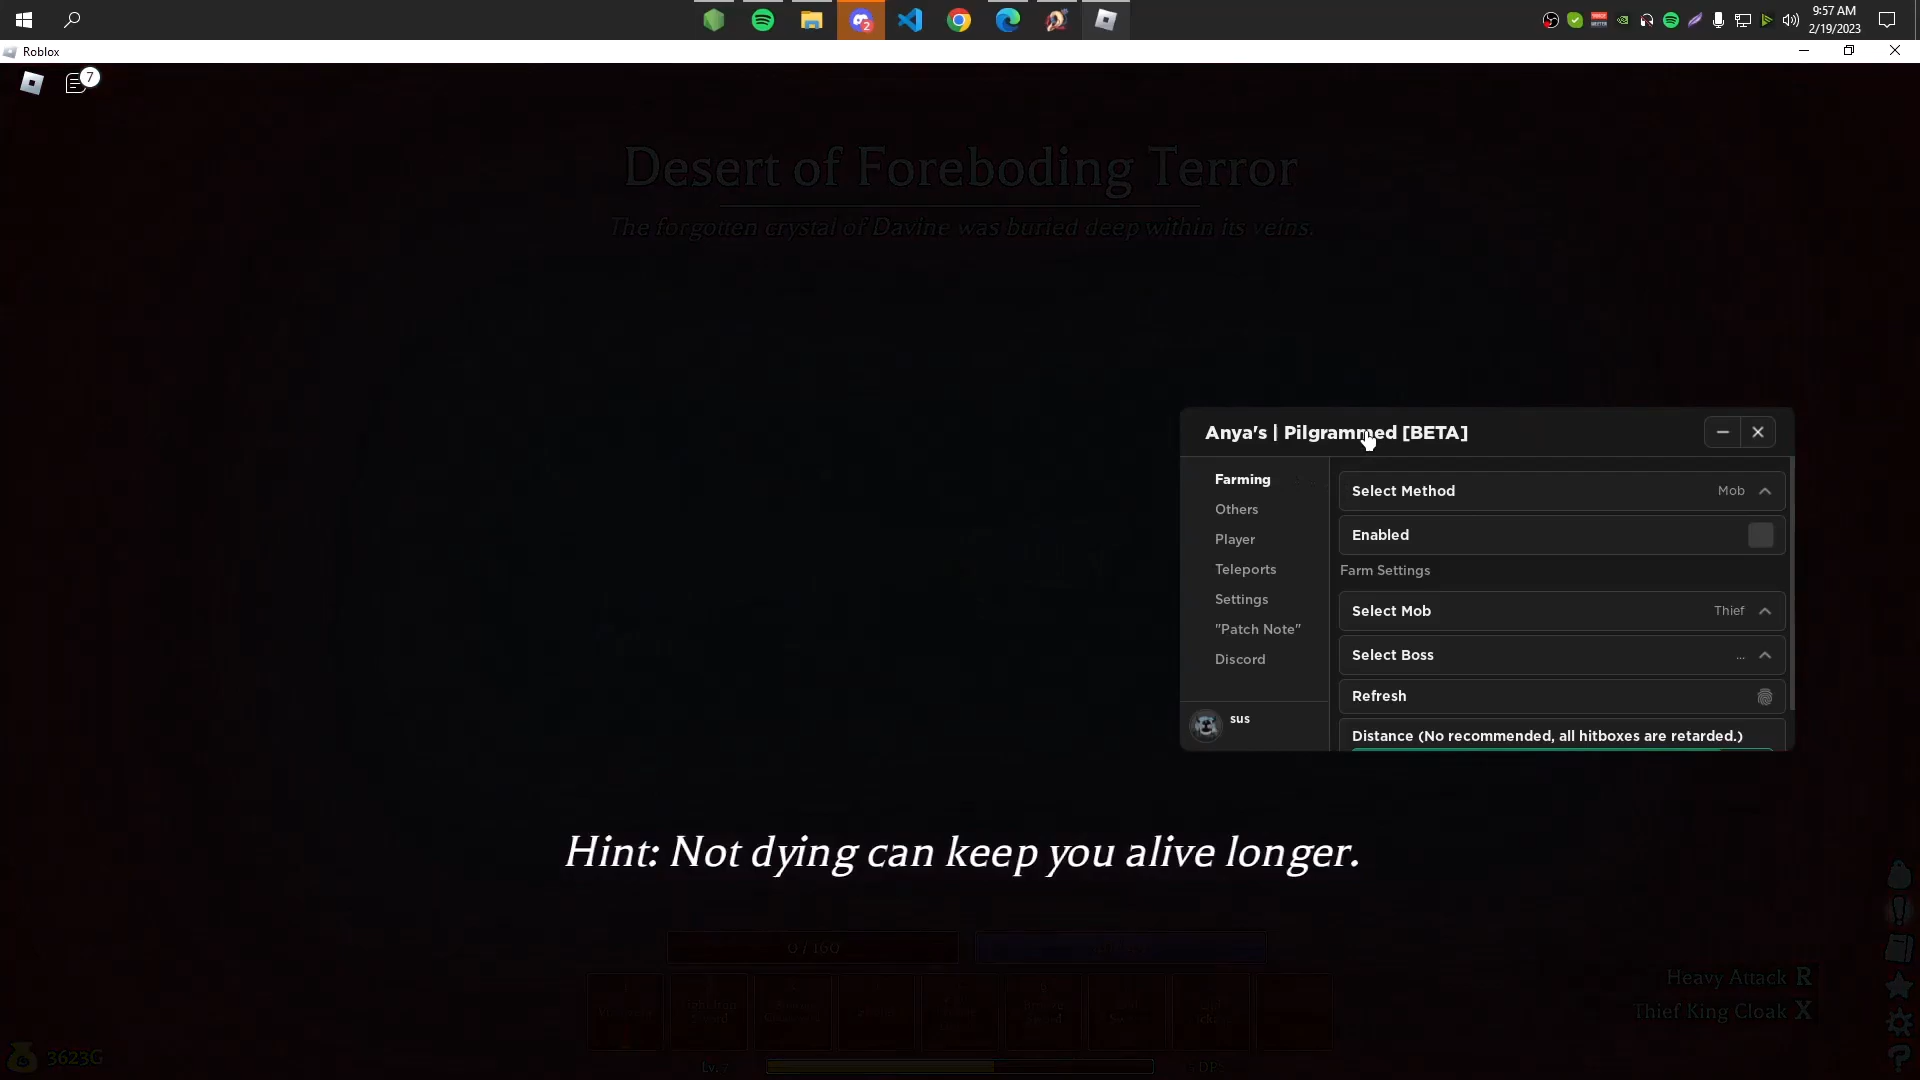 9:57 AM
2/19/2023
2
Roblox
7
Desert of Foreboding Terror
The forgotten crystal of Davine was buried deep within its veins.
Anya's | Pilgrammed [BETA]
Farming
Others
Player
Teleports
Settings
"Patch Note"
Discord
sus
Select Method
Mob
Enabled
Farm Settings
Select Mob
Thief
Select Boss
...
Refresh
Distance (No recommended, all hitboxes are retarded.)
Hint: Not dying can keep you alive longer.
0 / 160
Heavy Attack R
Thief King Cloak X
3623G
Lv. 7